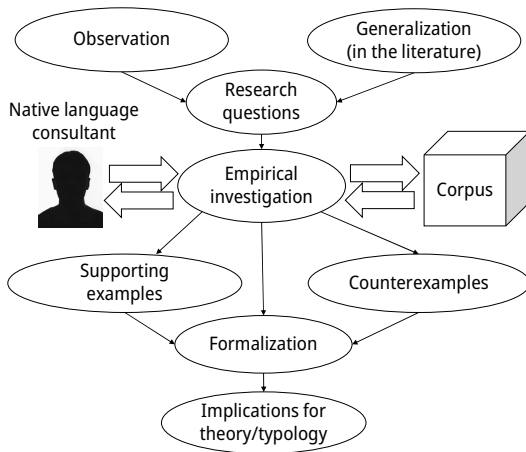 Observation
Generalization
(in the literature)
Research
questions
Native language
consultant
Empirical
investigation
Corpus
Supporting
examples
Counterexamples
Formalization
Implications for
theory/typology